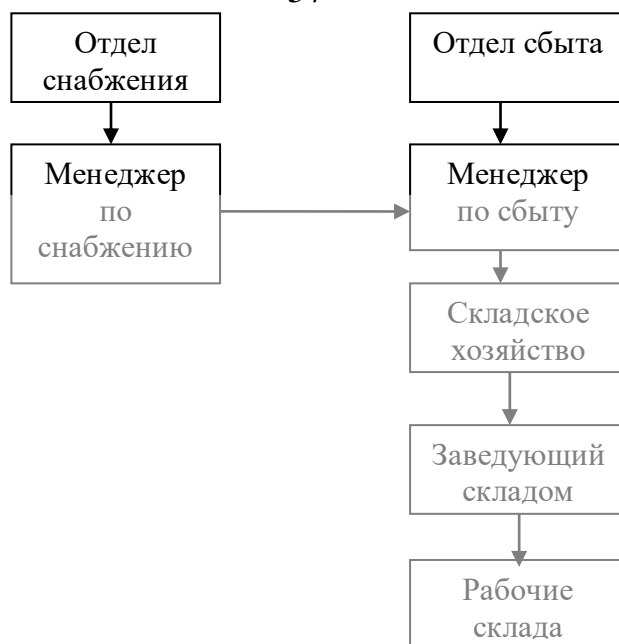 Отдел
снабжения
Отдел сбыта
Менеджер
по
снабжению
Менеджер
по сбыту
Складское
хозяйство
Заведующий
складом
Рабочие
склада